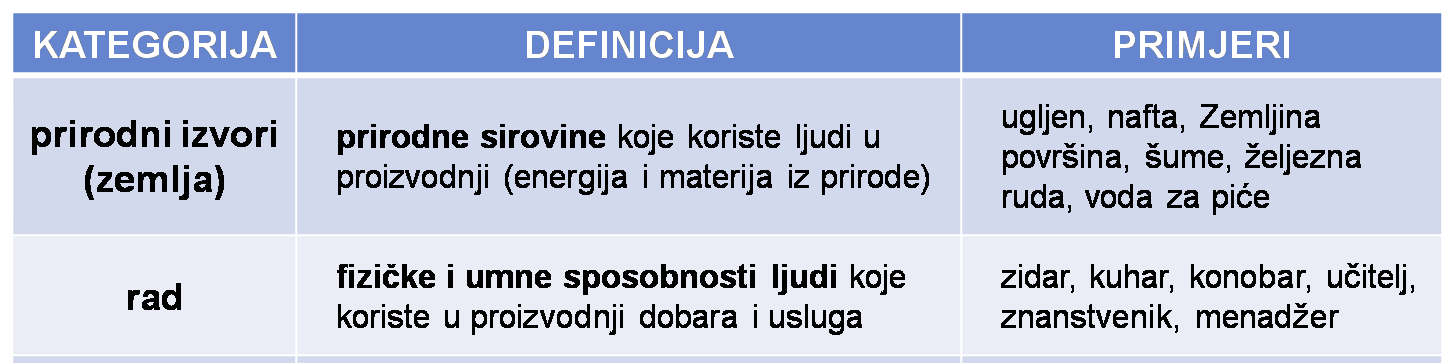 KATEGORIJA
DEFINICIJA
PRIMJERI
prirodni izvori
(zemlja)
prirodne sirovine koje koriste ljudi u
proizvodnji (energija i materija iz prirode)
ugljen, nafta, Zemljina
površina, šume, željezna
ruda, voda za piće
rad
fizičke i umne sposobnosti ljudi koje
koriste u proizvodnji dobara i usluga
zidar, kuhar, konobar, učitelj,
znanstvenik, menadžer